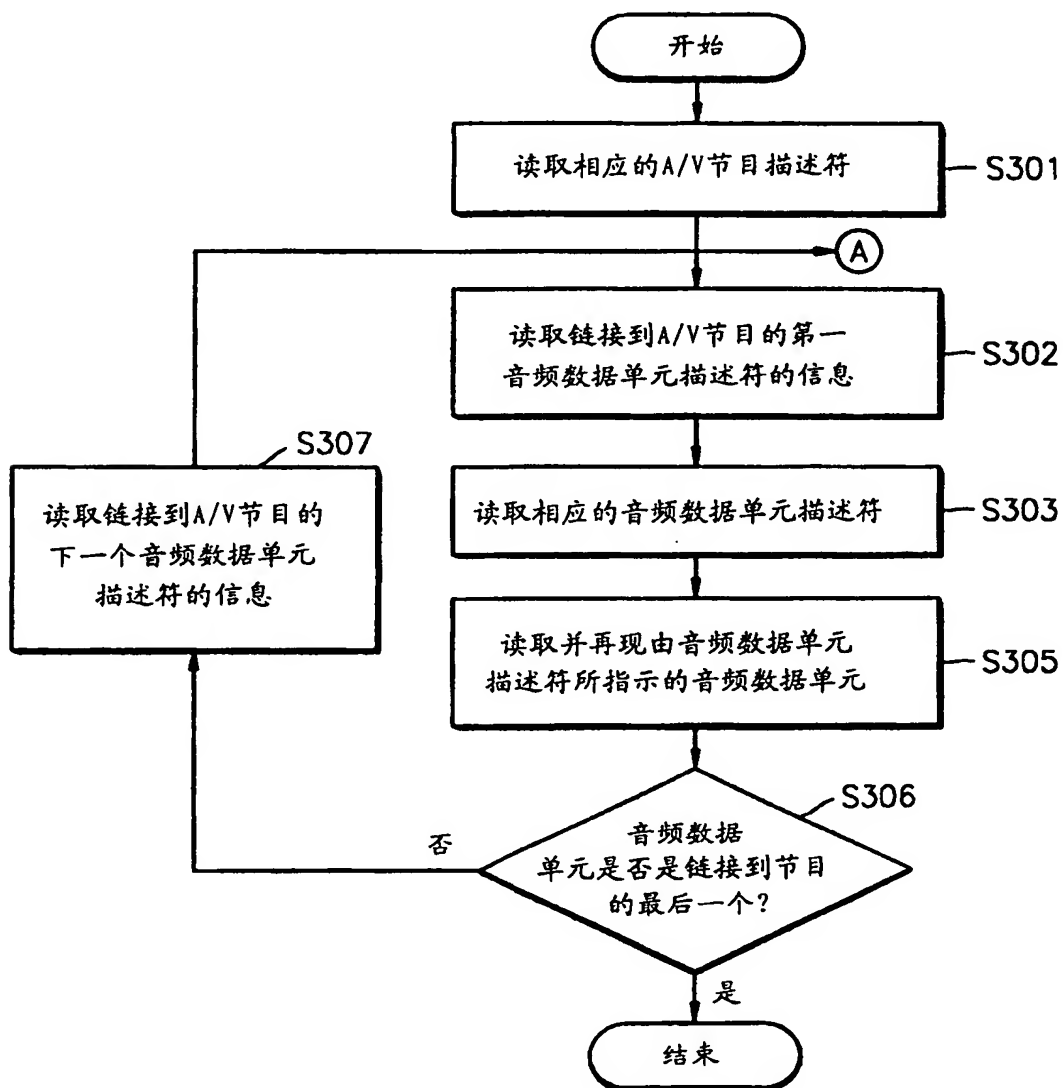 开始
读取相应的A/V节目描述符
S301
A
读取链接到A/V节目的第一
音频数据单元描述符的信息
S302
S307
读取链接到A/V节目的
下一个音频数据单元
描述符的信息
读取相应的音频数据单元描述符
S303
读取并再现由音频数据单元
描述符所指示的音频数据单元
S305
S306
否
音频数据
单元是否是链接到节目
的最后一个?
是
结束